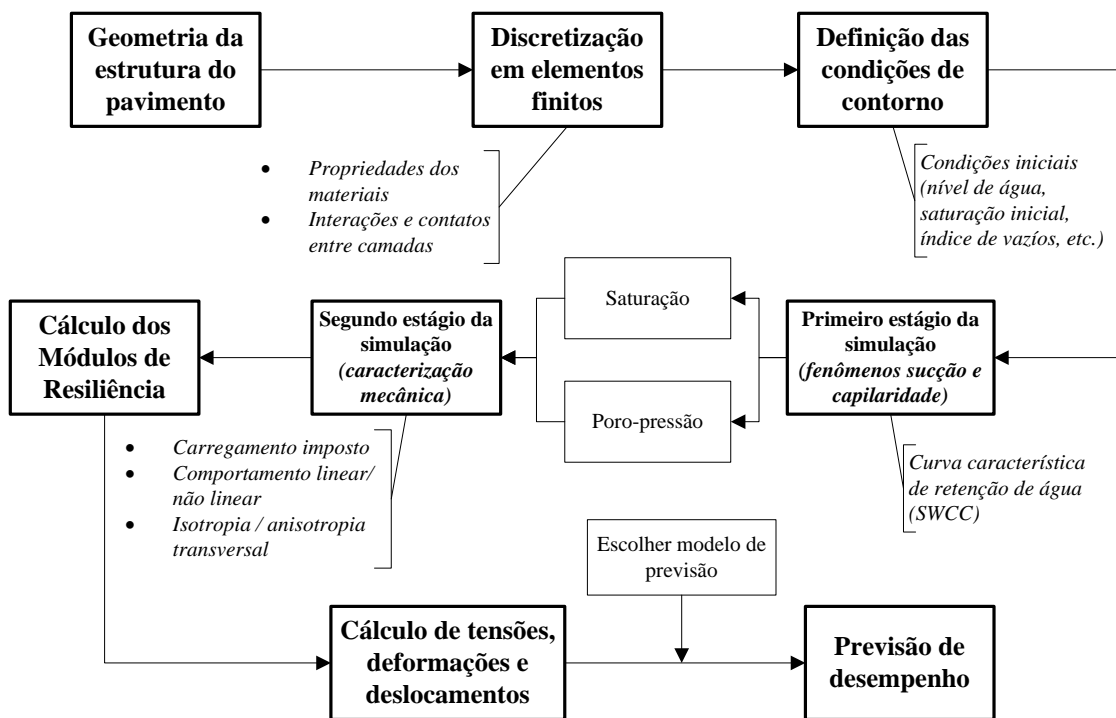 Geometria da
estrutura do
pavimento
Discretização
em elementos
finitos
Definição das
condições de
contorno
• Propriedades dos
materiais
• Interações e contatos
entre camadas
Condições iniciais
(nível de água,
saturação inicial,
índice de vazíos, etc.)
Cálculo dos
Módulos de
Resiliência
Segundo estágio da
simulação
(caracterização
mecânica)
Saturação
Poro-pressão
Primeiro estágio da
simulação
(fenômenos sucção e
capilaridade)
• Carregamento imposto
• Comportamento linear/
não linear
• Isotropia / anisotropia
transversal
Curva característica
de retenção de água
(SWCC)
Escolher modelo de
previsão
Cálculo de tensões,
deformações e
deslocamentos
Previsão de
desempenho